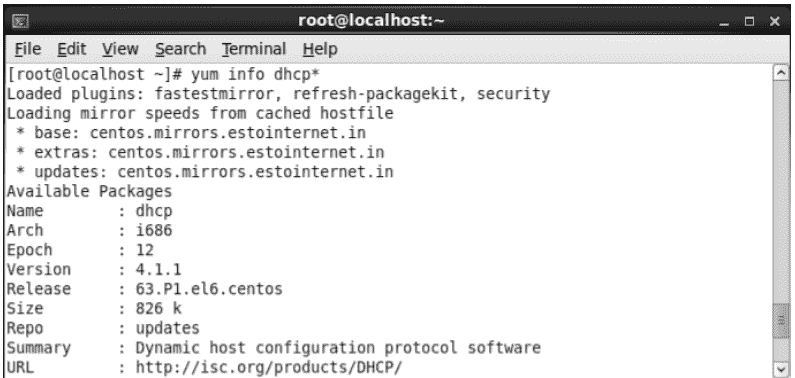 root@localhost:~
File Edit View Search Terminal Help
[root@localhost ~]# yum info dhcp*
Loaded plugins: fastestmirror, refresh-packagekit, security
Loading mirror speeds from cached hostfile
 * base: centos.mirrors.estointernet.in
 * extras: centos.mirrors.estointernet.in
 * updates: centos.mirrors.estointernet.in
Available Packages
Name        : dhcp
Arch        : i686
Epoch       : 12
Version     : 4.1.1
Release     : 63.P1.el6.centos
Size        : 826 k
Repo        : updates
Summary     : Dynamic host configuration protocol software
URL         : http://isc.org/products/DHCP/